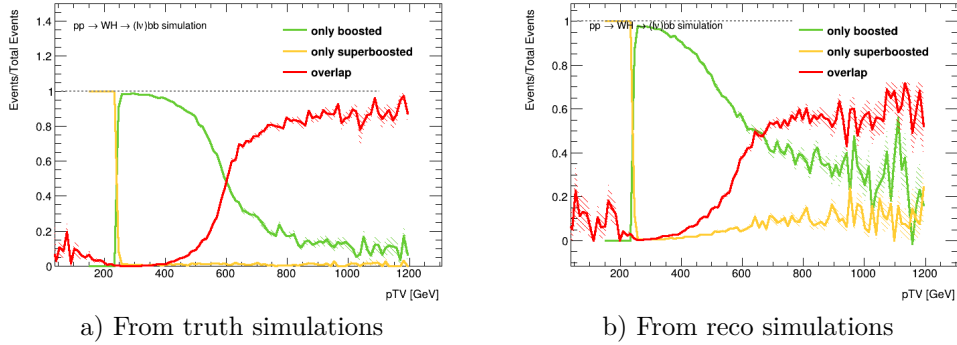 Events/Total Events
1.4
1.2
1
0.8
0.6
0.4
0.2
0
pp → WH → (lv)bb simulation
only boosted
only superboosted
overlap
200 400 600 800 1000 1200
pTV [GeV]
a) From truth simulations
Events/Total Events
1
0.8
0.6
0.4
0.2
0
pp → WH → (lv)bb simulation
only boosted
only superboosted
overlap
200 400 600 800 1000 1200
pTV [GeV]
b) From reco simulations